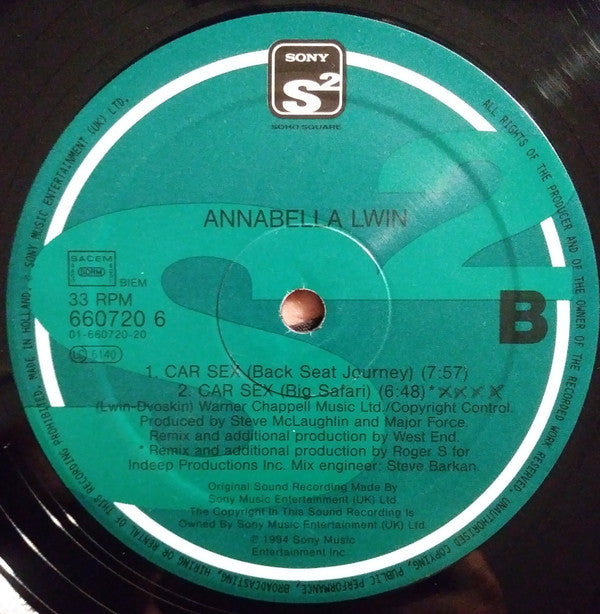 SONY
S2
SOHO SQUARE
ANNABELLA LWIN
SACEM
SDRM
BIEM
33 RPM
660720 6
01-660720-20
LC 6140
B
1. CAR SEX (Back Seat Journey) (7:57)
2. CAR SEX (Big Safari) (6:48)*
(Lwin-Dvoskin) Warner Chappell Music Ltd./Copyright Control.
Produced by Steve McLaughlin and Major Force.
Remix and additional production by West End.
* Remix and additional production by Roger S for
Indeep Productions Inc. Mix engineer: Steve Barkan.
Original Sound Recording Made By
Sony Music Entertainment (UK) Ltd.
The Copyright In This Sound Recording Is
Owned By Sony Music Entertainment (UK) Ltd.
℗ 1994 Sony Music
Entertainment Inc.
SONY MUSIC ENTERTAINMENT (UK) LTD.
ALL RIGHTS OF THE PRODUCER AND OF THE OWNER OF THE RECORDED WORK RESERVED. UNAUTHORISED COPYING, PUBLIC PERFORMANCE, BROADCASTING, HIRING OR RENTAL OF THIS RECORDING PROHIBITED. MADE IN HOLLAND.